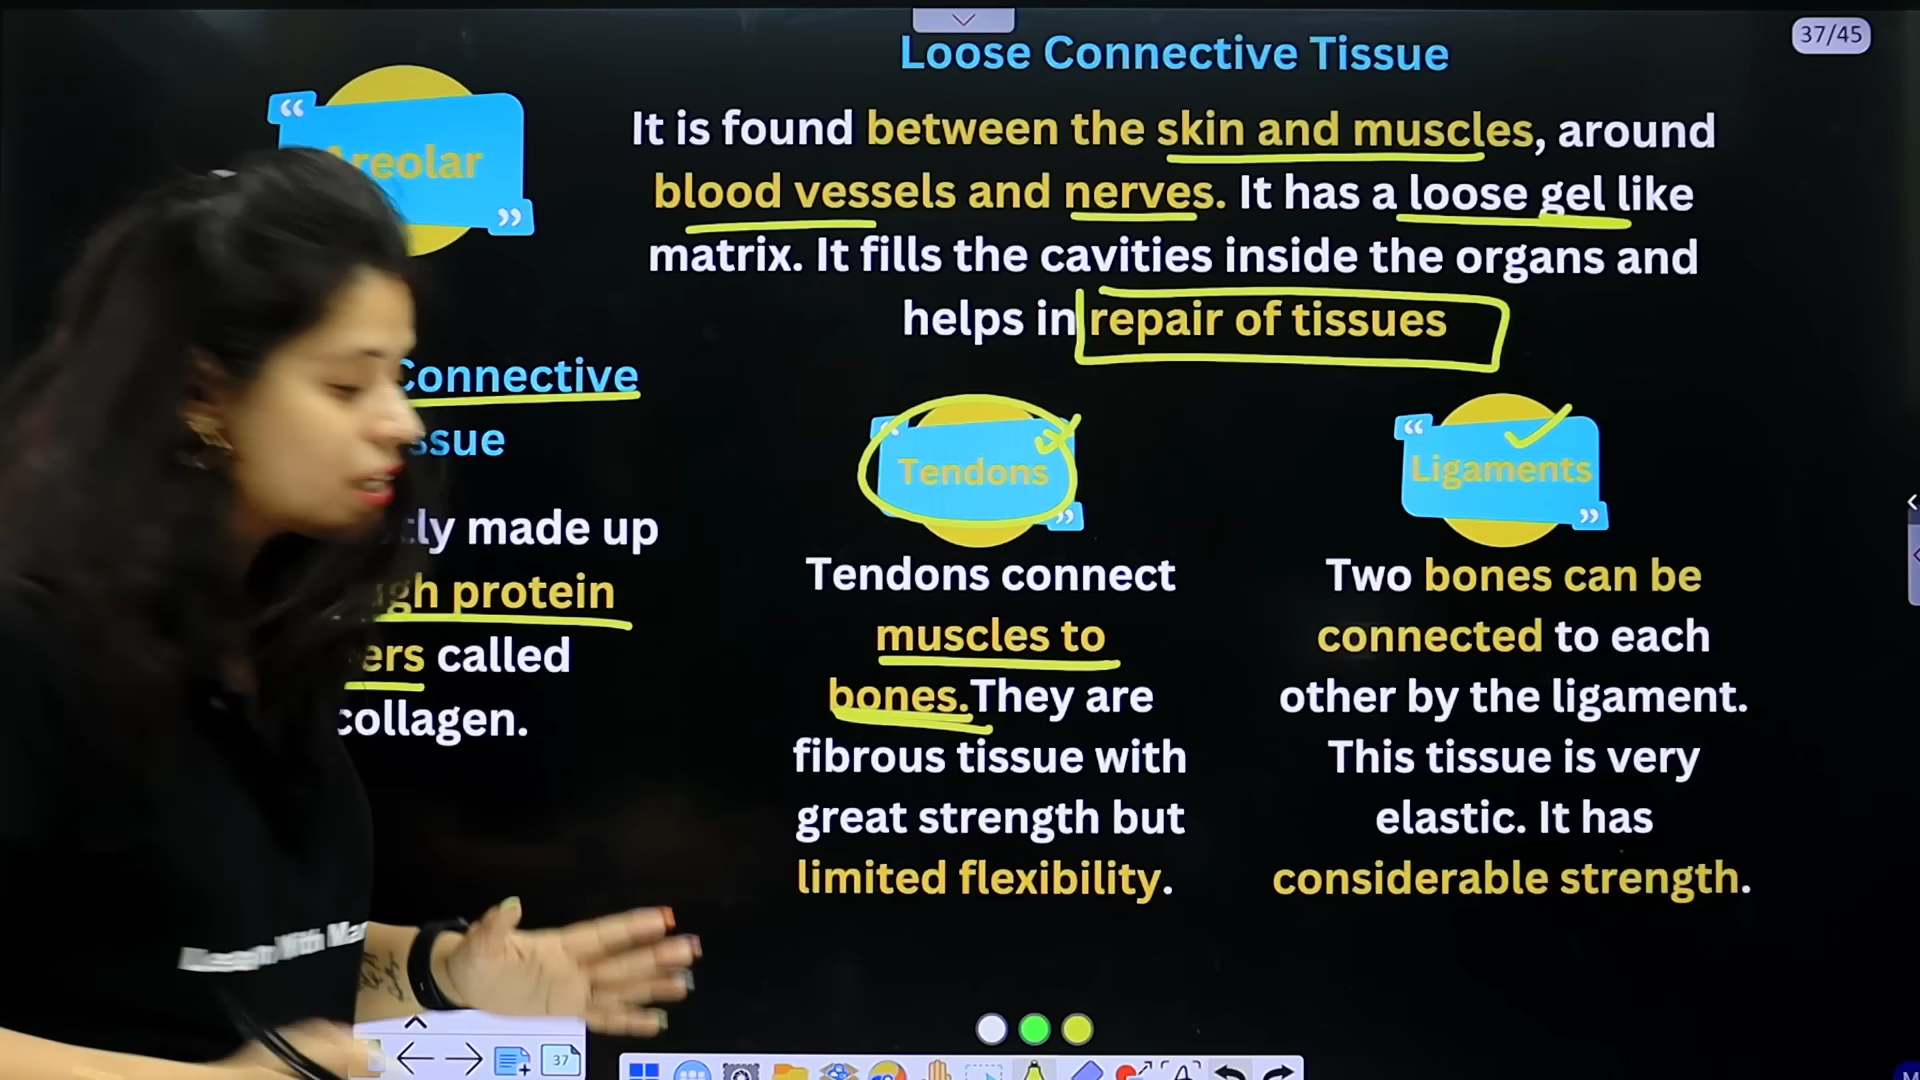 37/45
Loose Connective Tissue
It is found between the skin and muscles, around
blood vessels and nerves. It has a loose gel like
matrix. It fills the cavities inside the organs and
helps in repair of tissues
Areolar
Connective
made up
protein
called
collagen.
Tendons
Tendons connect
muscles to
bones.They are
fibrous tissue with
great strength but
limited flexibility.
Ligaments
Two bones can be
connected to each
other by the ligament.
This tissue is very
elastic. It has
considerable strength.
With
37